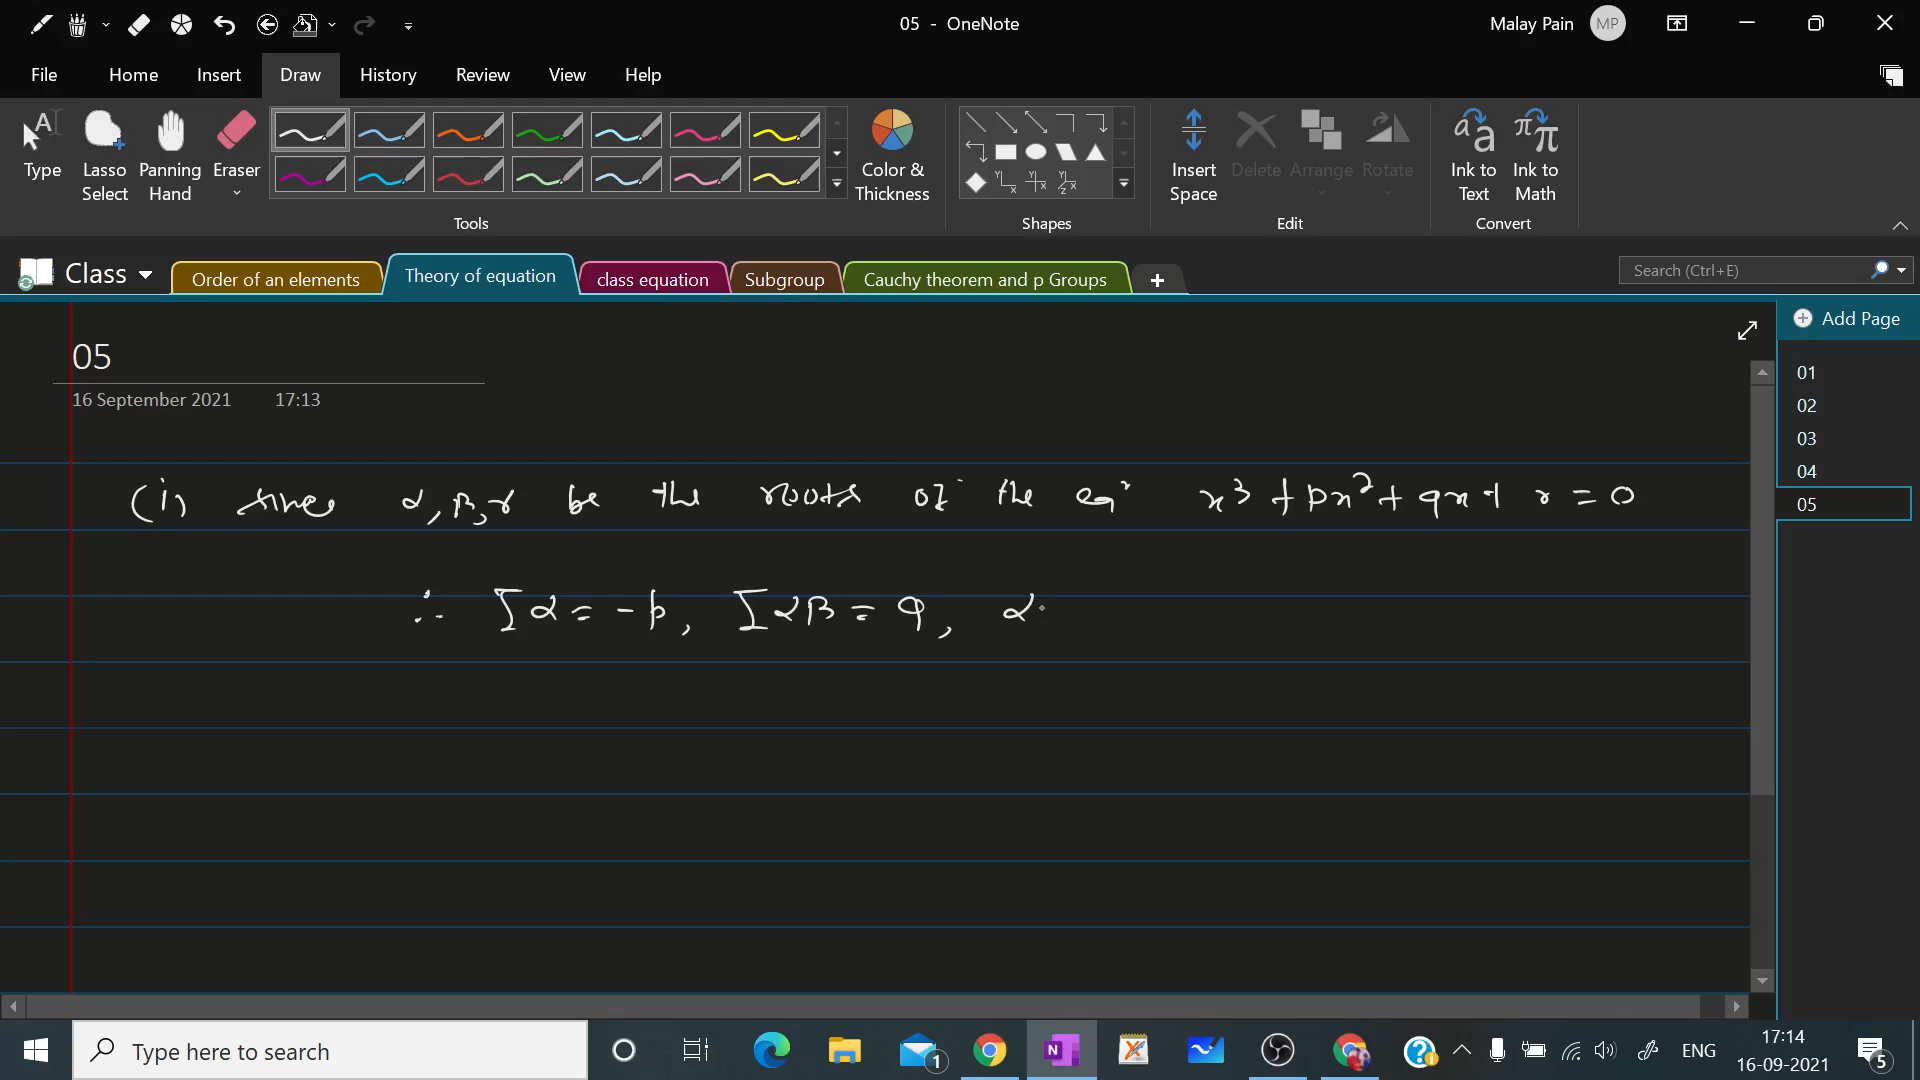 05 - OneNote
Malay Pain MP
File Home Insert Draw History Review View Help
Type Lasso Select Panning Hand Eraser Color & Thickness Insert Space Delete Arrange Rotate Ink to Text Ink to Math
Tools Shapes Edit Convert
Class Order of an elements Theory of equation class equation Subgroup Cauchy theorem and p Groups + Search (Ctrl+E)
Add Page
01
02
03
04
05
05
16 September 2021 17:13
(i) since α, β, γ be the roots of the eqⁿ x³ + px² + qx + r = 0
∴ Σα = -p, Σαβ = q, α
Type here to search
1
ENG
17:14
16-09-2021
5